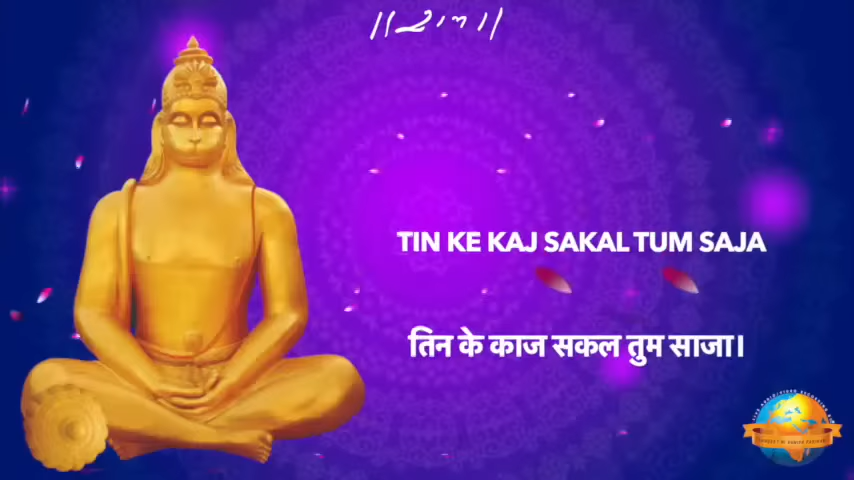 TIN KE KAJ SAKAL TUM SAJA
तिन के काज सकल तुम साजा।